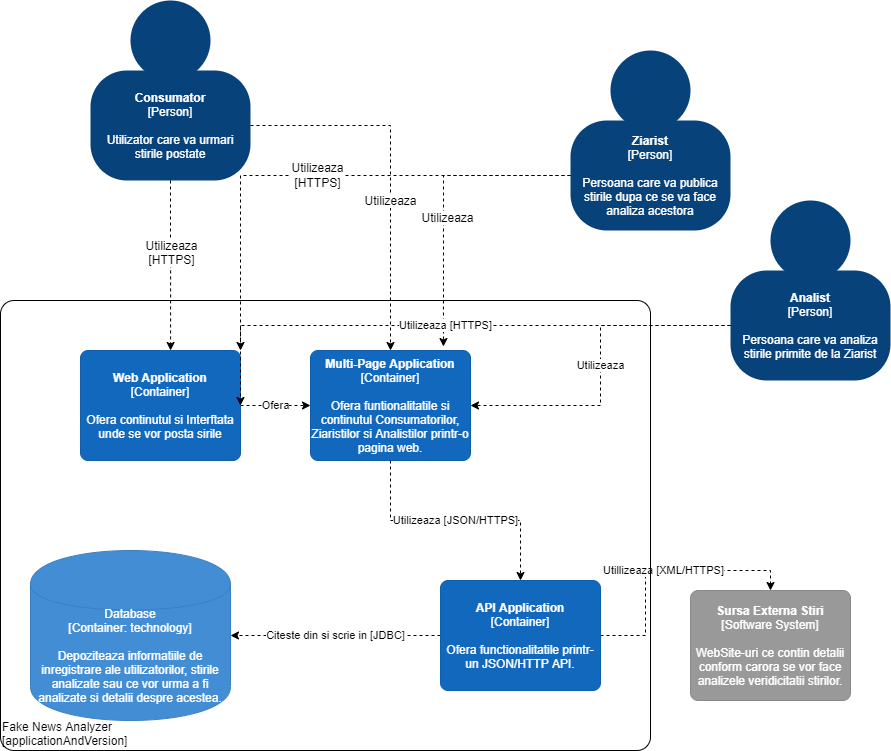 Consumator
[Person]
Utilizator care va urmari
stirile postate
Ziarist
[Person]
Persoana care va publica
stirile dupa ce se va face
analiza acestora
Utilizeaza
[HTTPS]
Utilizeaza
Utilizeaza
Utilizeaza
[HTTPS]
Analist
[Person]
Persoana care va analiza
stirile primite de la Ziarist
Utilizeaza [HTTPS]
Utilizeaza
Web Application
[Container]
Ofera continutul si Interftata
unde se vor posta sirile
Ofera
Multi-Page Application
[Container]
Ofera funtionalitatile si
continutul Consumatorilor,
Ziaristilor si Analistilor printr-o
pagina web.
Utilizeaza [JSON/HTTPS]
Utillizeaza [XML/HTTPS]
Database
[Container: technology]
Depoziteaza informatiile de
inregistrare ale utilizatorilor, stirile
analizate sau ce vor urma a fi
analizate si detalii despre acestea.
Citeste din si scrie in [JDBC]
API Application
[Container]
Ofera functionalitatile printr-
un JSON/HTTP API.
Sursa Externa Stiri
[Software System]
WebSite-uri ce contin detalii
conform carora se vor face
analizele veridicitatii stirilor.
Fake News Analyzer
[applicationAndVersion]